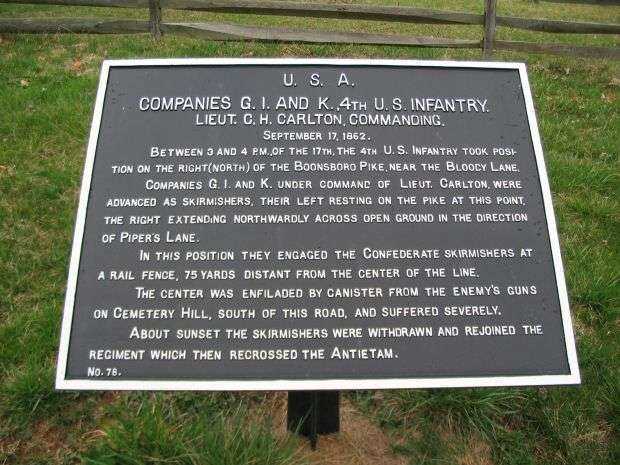 U. S. A.
COMPANIES G. I. AND K., 4TH U. S. INFANTRY.
LIEUT. C. H. CARLTON, COMMANDING.
SEPTEMBER 17, 1862.
BETWEEN 3 AND 4 P.M., OF THE 17TH, THE 4TH U. S. INFANTRY TOOK POSI-
TION ON THE RIGHT (NORTH) OF THE BOONSBORO PIKE, NEAR THE BLOODY LANE.
COMPANIES G. I. AND K. UNDER COMMAND OF LIEUT. CARLTON, WERE
ADVANCED AS SKIRMISHERS, THEIR LEFT RESTING ON THE PIKE AT THIS POINT,
THE RIGHT EXTENDING NORTHWARDLY ACROSS OPEN GROUND IN THE DIRECTION
OF PIPER'S LANE.
IN THIS POSITION THEY ENGAGED THE CONFEDERATE SKIRMISHERS AT
A RAIL FENCE, 75 YARDS DISTANT FROM THE CENTER OF THE LINE.
THE CENTER WAS ENFILADED BY CANISTER FROM THE ENEMY'S GUNS
ON CEMETERY HILL, SOUTH OF THIS ROAD, AND SUFFERED SEVERELY.
ABOUT SUNSET THE SKIRMISHERS WERE WITHDRAWN AND REJOINED THE
REGIMENT WHICH THEN RECROSSED THE ANTIETAM.
NO. 78.